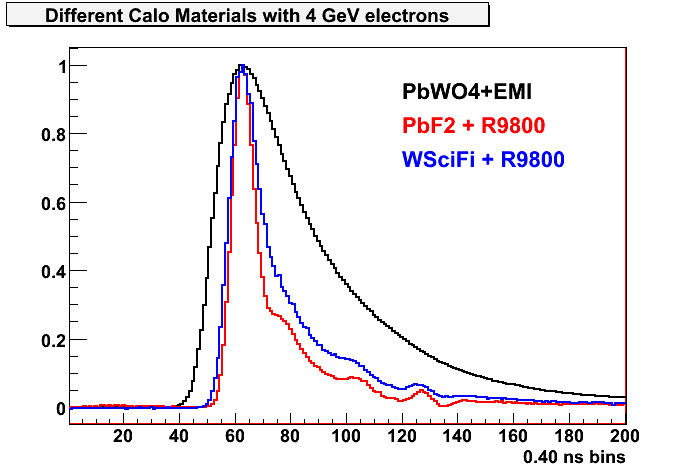 Different Calo Materials with 4 GeV electrons
PbWO4+EMI
PbF2 + R9800
WSciFi + R9800
1
0.8
0.6
0.4
0.2
0
20 40 60 80 100 120 140 160 180 200
0.40 ns bins